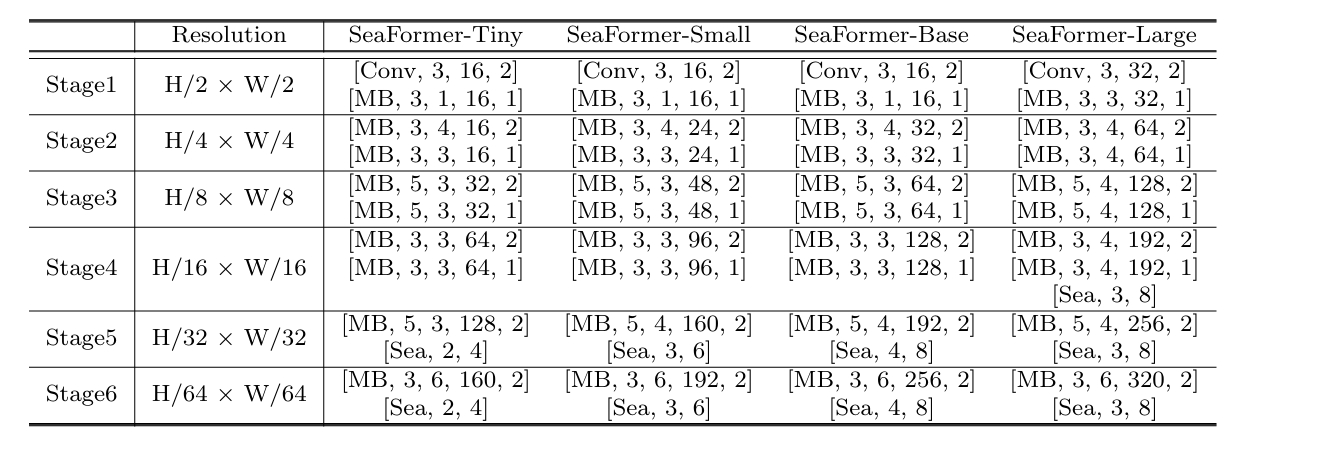 Resolution SeaFormer-Tiny SeaFormer-Small SeaFormer-Base SeaFormer-Large
Stage1 H/2 × W/2 [Conv, 3, 16, 2] [Conv, 3, 16, 2] [Conv, 3, 16, 2] [Conv, 3, 32, 2]
[MB, 3, 1, 16, 1] [MB, 3, 1, 16, 1] [MB, 3, 1, 16, 1] [MB, 3, 3, 32, 1]
Stage2 H/4 × W/4 [MB, 3, 4, 16, 2] [MB, 3, 4, 24, 2] [MB, 3, 4, 32, 2] [MB, 3, 4, 64, 2]
[MB, 3, 3, 16, 1] [MB, 3, 3, 24, 1] [MB, 3, 3, 32, 1] [MB, 3, 4, 64, 1]
Stage3 H/8 × W/8 [MB, 5, 3, 32, 2] [MB, 5, 3, 48, 2] [MB, 5, 3, 64, 2] [MB, 5, 4, 128, 2]
[MB, 5, 3, 32, 1] [MB, 5, 3, 48, 1] [MB, 5, 3, 64, 1] [MB, 5, 4, 128, 1]
[MB, 3, 3, 64, 2] [MB, 3, 3, 96, 2] [MB, 3, 3, 128, 2] [MB, 3, 4, 192, 2]
Stage4 H/16 × W/16 [MB, 3, 3, 64, 1] [MB, 3, 3, 96, 1] [MB, 3, 3, 128, 1] [MB, 3, 4, 192, 1]
[Sea, 3, 8]
Stage5 H/32 × W/32 [MB, 5, 3, 128, 2] [MB, 5, 4, 160, 2] [MB, 5, 4, 192, 2] [MB, 5, 4, 256, 2]
[Sea, 2, 4] [Sea, 3, 6] [Sea, 4, 8] [Sea, 3, 8]
Stage6 H/64 × W/64 [MB, 3, 6, 160, 2] [MB, 3, 6, 192, 2] [MB, 3, 6, 256, 2] [MB, 3, 6, 320, 2]
[Sea, 2, 4] [Sea, 3, 6] [Sea, 4, 8] [Sea, 3, 8]